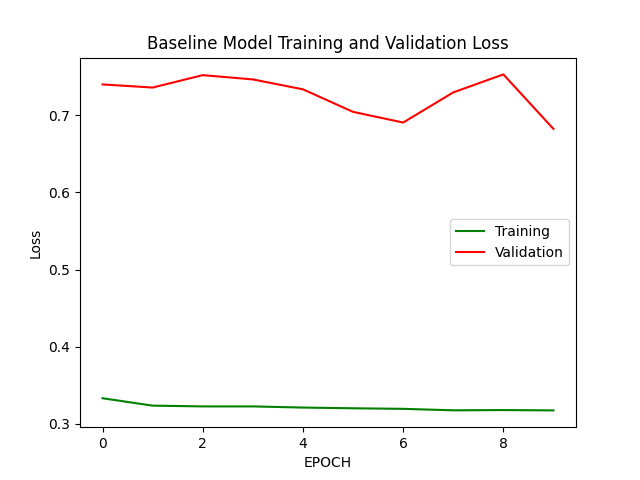 Baseline Model Training and Validation Loss
0.7
0.6
0.5
0.4
0.3
Loss
Training
Validation
0 2 4 6 8
EPOCH